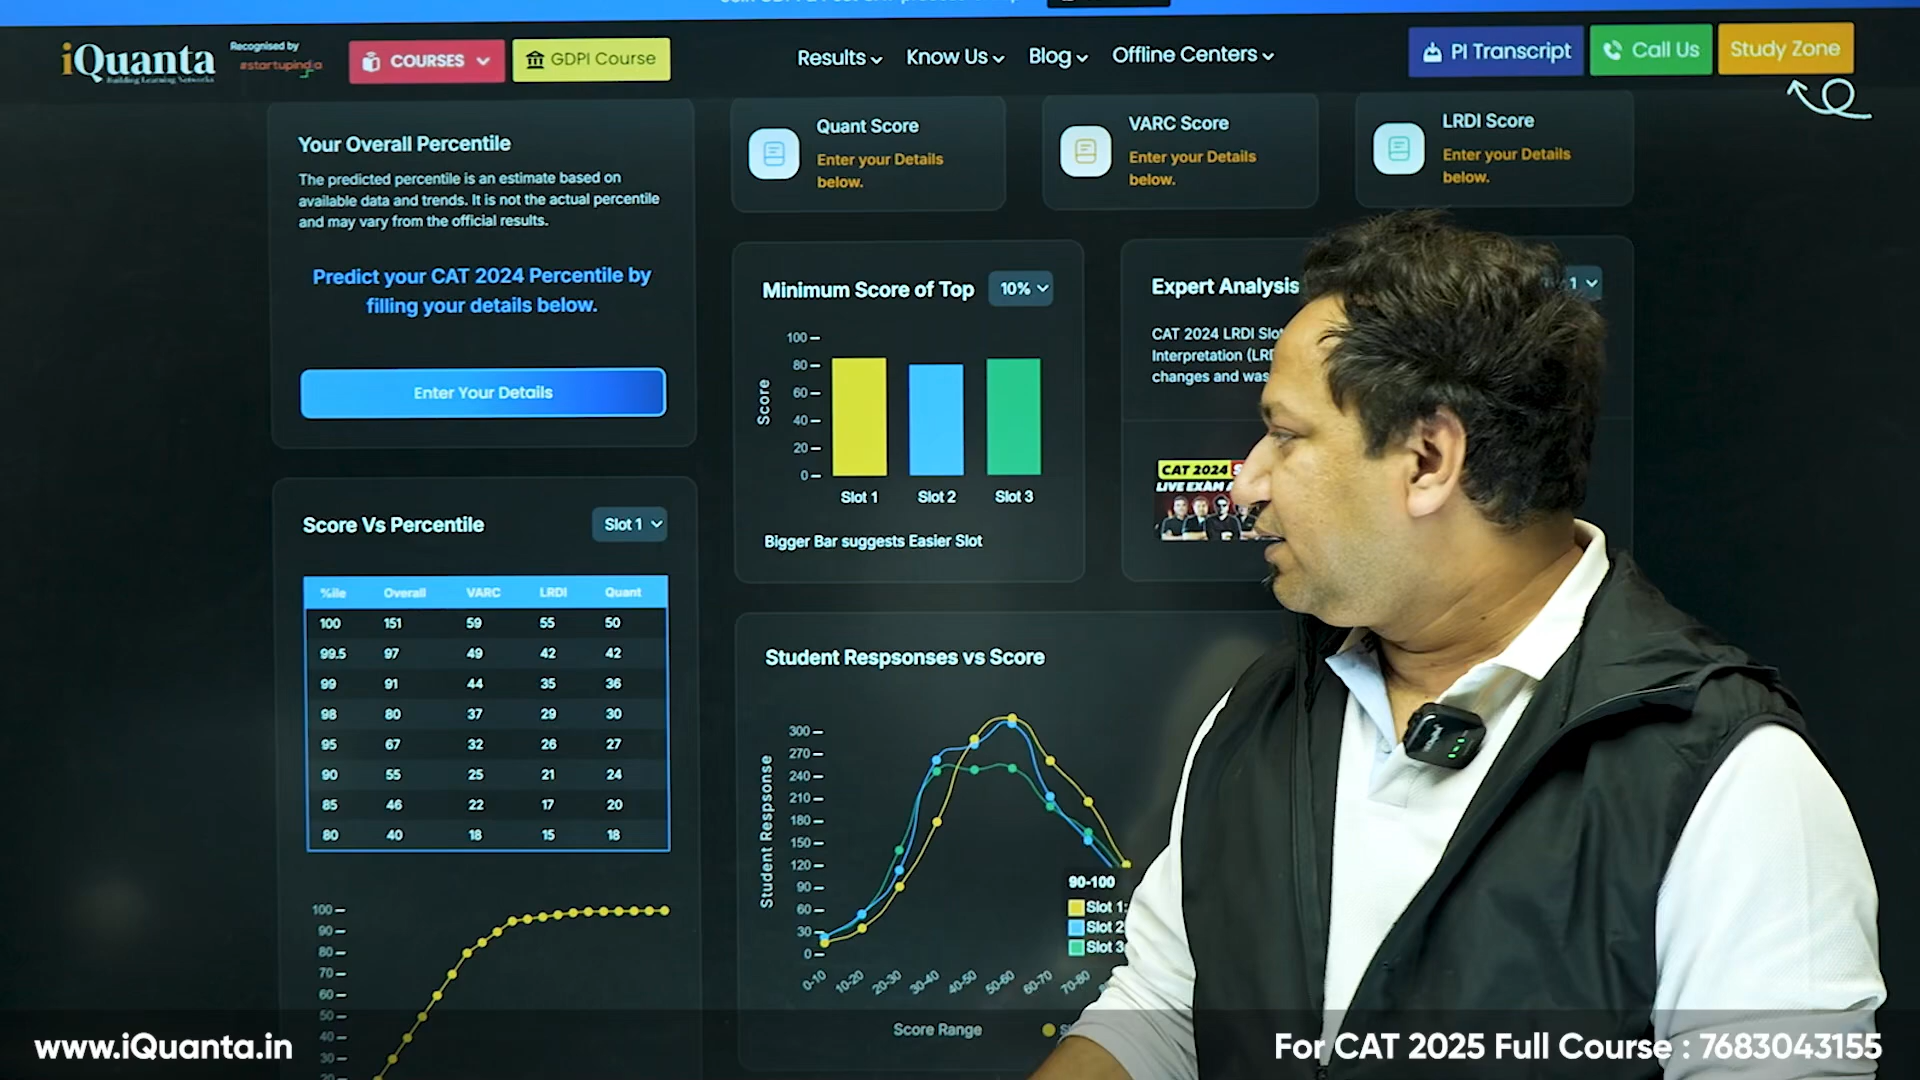 iQuanta
Building Learning Networks
Recognised by
#startupindia
COURSES
GDPI Course
Results
Know Us
Blog
Offline Centers
PI Transcript
Call Us
Study Zone
Your Overall Percentile
The predicted percentile is an estimate based on
available data and trends. It is not the actual percentile
and may vary from the official results.
Predict your CAT 2024 Percentile by
filling your details below.
Enter Your Details
Quant Score
Enter your Details
below.
VARC Score
Enter your Details
below.
LRDI Score
Enter your Details
below.
Minimum Score of Top
10%
Score
100
80
60
40
20
0
Slot 1
Slot 2
Slot 3
Bigger Bar suggests Easier Slot
Expert Analysis
1
CAT 2024 LRDI Slot
Interpretation
changes and was
CAT 2024
LIVE EXAM
Score Vs Percentile
Slot 1
%ile Overall VARC LRDI Quant
100 151 59 55 50
99.5 97 49 42 42
99 91 44 35 36
98 80 37 29 30
95 67 32 26 27
90 55 25 21 24
85 46 22 17 20
80 40 18 15 18
100
90
80
70
60
50
40
30
20
Student Respsonses vs Score
Student Respsonse
300
270
240
210
180
150
120
90
60
30
0
0-10
10-20
20-30
30-40
40-50
50-60
60-70
70-80
90-100
Slot 1:
Slot 2
Slot 3
Score Range
www.iQuanta.in
For CAT 2025 Full Course : 7683043155